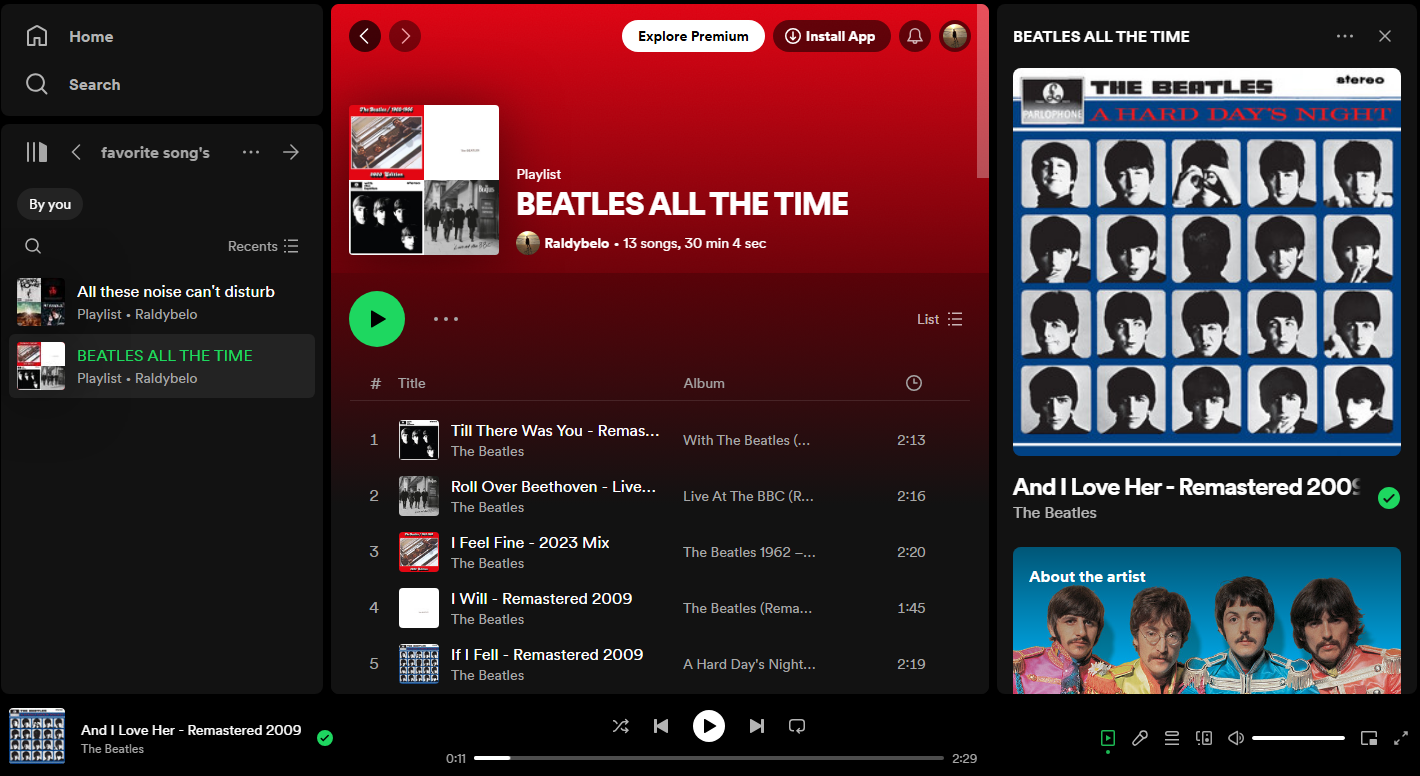 Home
Search
favorite song's
By you
Recents
All these noise can't disturb
Playlist • Raldybelo
BEATLES ALL THE TIME
Playlist • Raldybelo
Explore Premium
Install App
Playlist
BEATLES ALL THE TIME
Raldybelo • 13 songs, 30 min 4 sec
List
# Title Album
1 Till There Was You - Remas... With The Beatles (... 2:13
The Beatles
2 Roll Over Beethoven - Live... Live At The BBC (R... 2:16
The Beatles
3 I Feel Fine - 2023 Mix The Beatles 1962 –... 2:20
The Beatles
4 I Will - Remastered 2009 The Beatles (Rema... 1:45
The Beatles
5 If I Fell - Remastered 2009 A Hard Day's Night... 2:19
The Beatles
BEATLES ALL THE TIME
THE BEATLES stereo
PARLOPHONE A HARD DAY'S NIGHT
And I Love Her - Remastered 2009
The Beatles
About the artist
And I Love Her - Remastered 2009
The Beatles
0:11 2:29